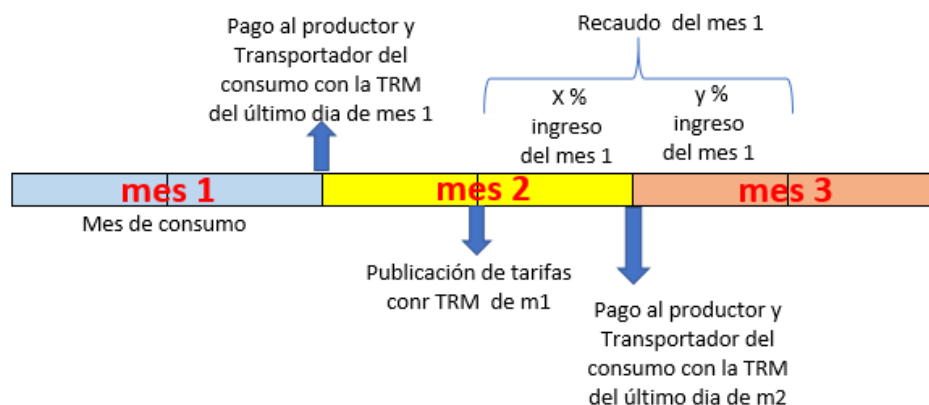 Pago al productor y
Transportador del
consumo con la TRM
del último dia de mes 1
Recaudo del mes 1
X %
ingreso
del mes 1
y %
ingreso
del mes 1
mes 1
mes 2
mes 3
Mes de consumo
Publicación de tarifas
conr TRM de m1
Pago al productor y
Transportador del
consumo con la TRM
del último dia de m2